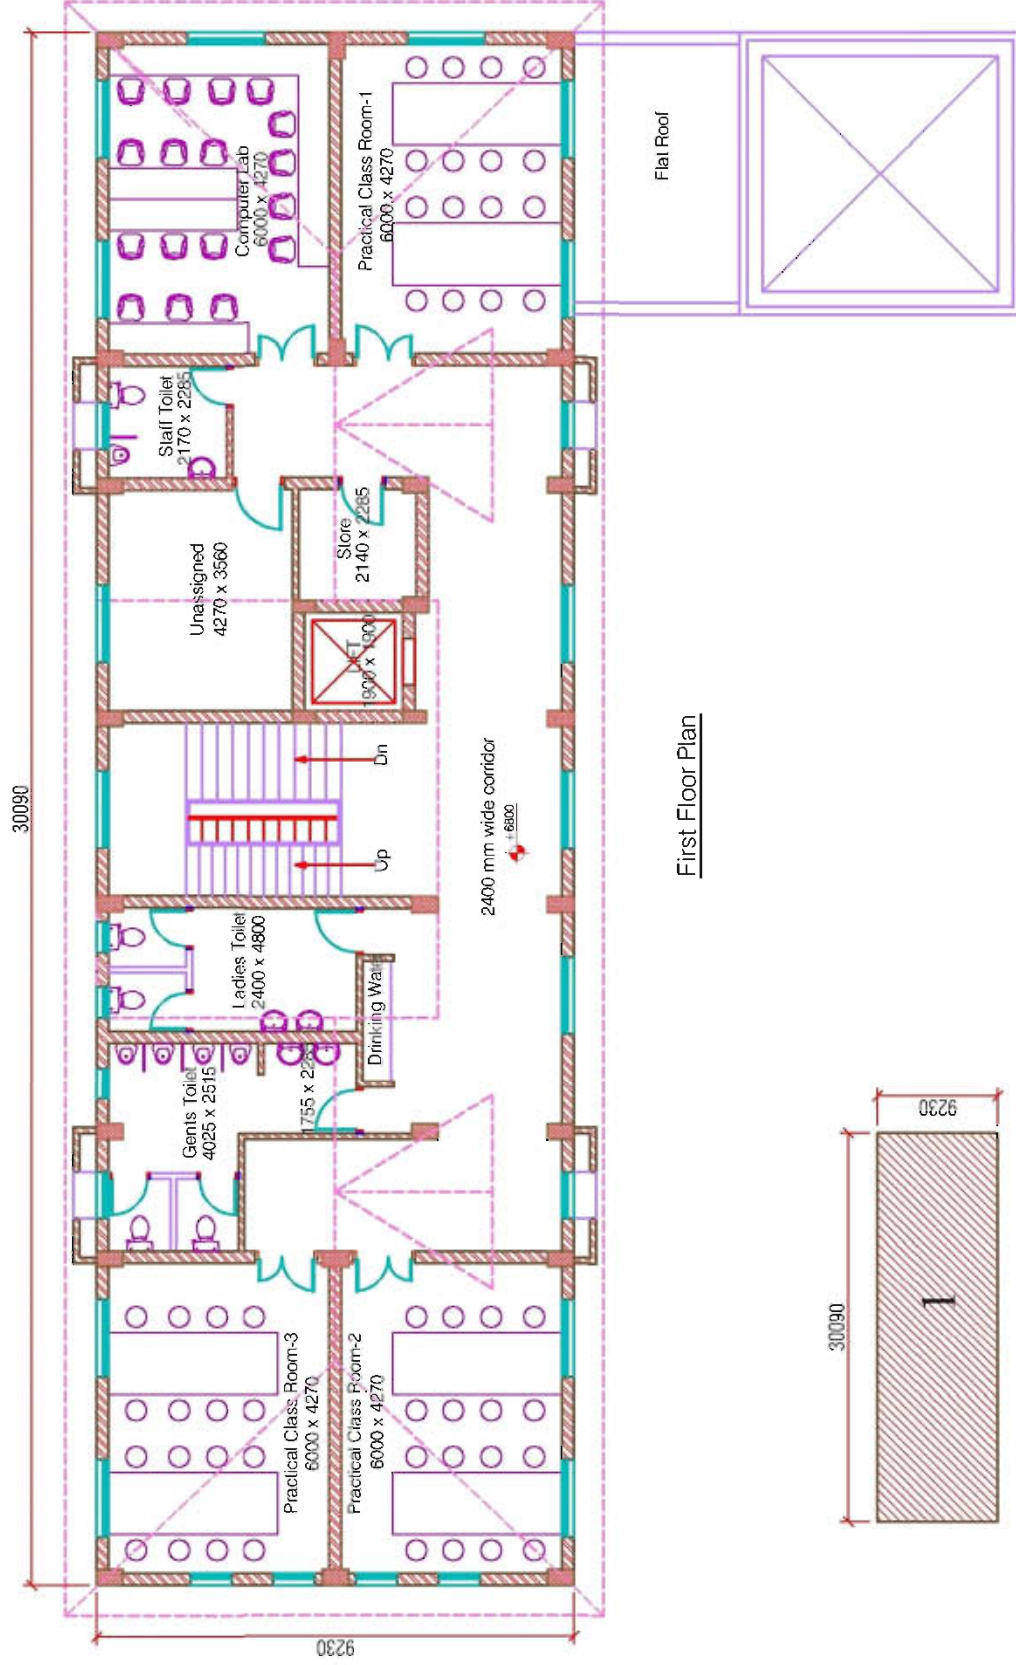 30090
9230
Computer Lab
6000 x 4270
Practical Class Room-1
6000 x 4270
Flat Roof
Staff Toilet
2170 x 2285
Unassigned
4270 x 3560
Store
2140 x 2285
LIFT
1900 x 1900
Dn
Up
2400 mm wide corridor
+6800
Ladies Toilet
2400 x 4800
Drinking Wat
Gents Toilet
4025 x 2515
1755 x 228
Practical Class Room-3
6000 x 4270
Practical Class Room-2
6000 x 4270
First Floor Plan
30090
9230
1